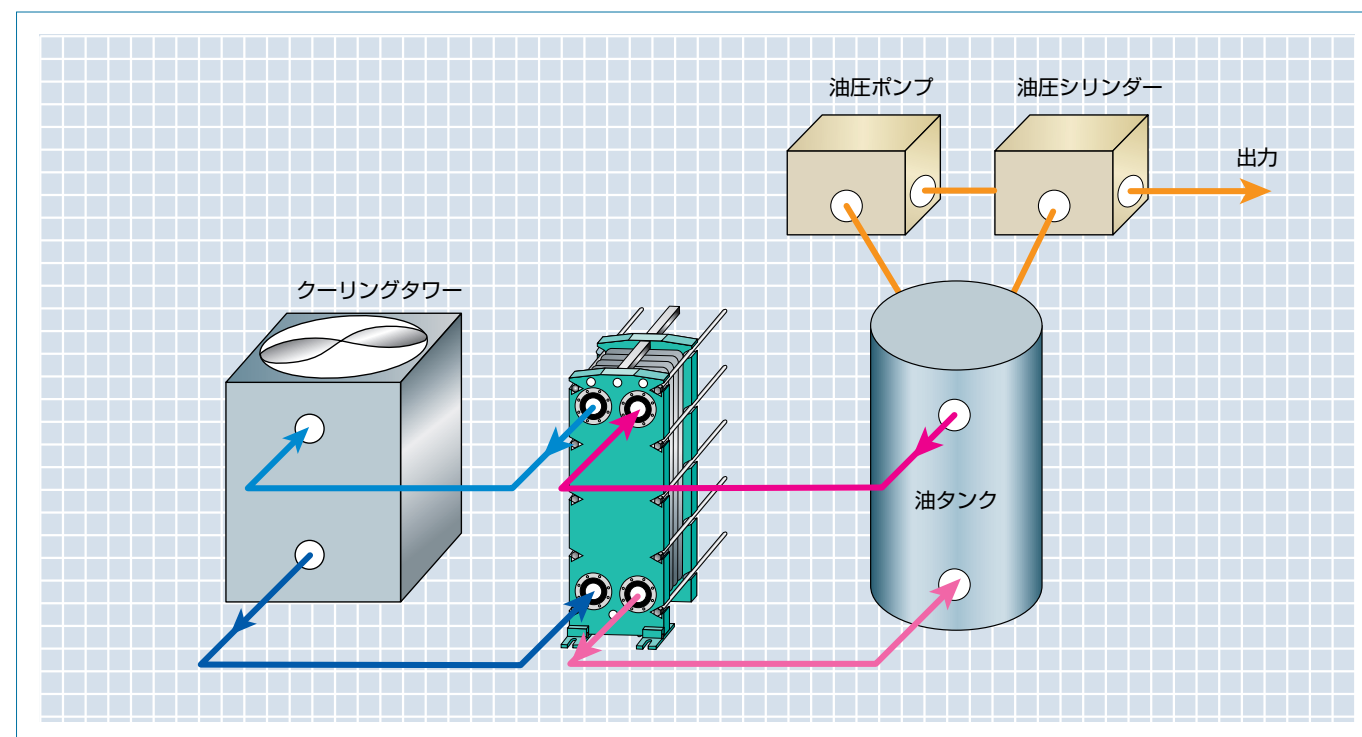 油圧ポンプ
油圧シリンダー
出力
クーリングタワー
油タンク